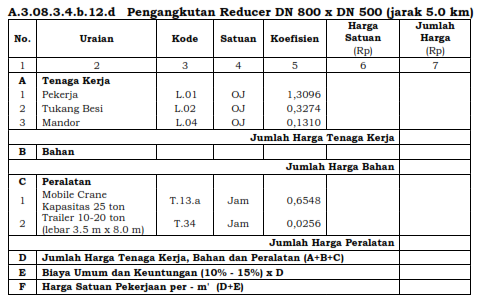 A.3.08.3.4.b.12.d Pengangkutan Reducer DN 800 x DN 500 (jarak 5.0 km)
No. Uraian Kode Satuan Koefisien Harga Satuan (Rp) Jumlah Harga (Rp)
1 2 3 4 5 6 7
A Tenaga Kerja
1 Pekerja L.01 OJ 1,3096
2 Tukang Besi L.02 OJ 0,3274
3 Mandor L.04 OJ 0,1310
Jumlah Harga Tenaga Kerja
B Bahan
Jumlah Harga Bahan
C Peralatan
1 Mobile Crane Kapasitas 25 ton T.13.a Jam 0,6548
2 Trailer 10-20 ton (lebar 3.5 m x 8.0 m) T.34 Jam 0,0256
Jumlah Harga Peralatan
D Jumlah Harga Tenaga Kerja, Bahan dan Peralatan (A+B+C)
E Biaya Umum dan Keuntungan (10% - 15%) x D
F Harga Satuan Pekerjaan per - m' (D+E)